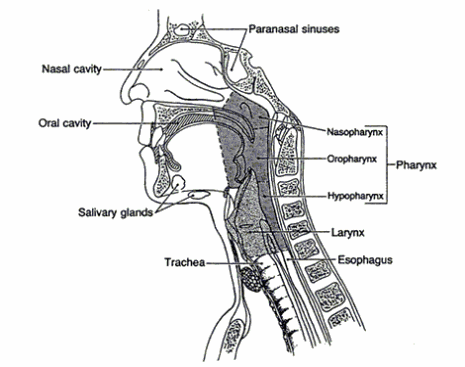 Paranasal sinuses
Nasal cavity
Oral cavity
Nasopharynx
Oropharynx
Pharynx
Hypopharynx
Salivary glands
Larynx
Trachea
Esophagus